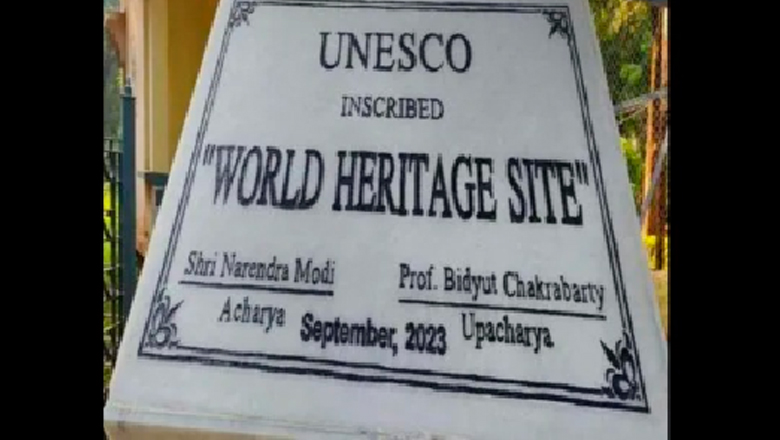 UNESCO
INSCRIBED
"WORLD HERITAGE SITE"
Shri Narendra Modi
Acharya
Prof. Bidyut Chakrabarty
Upacharya
September, 2023